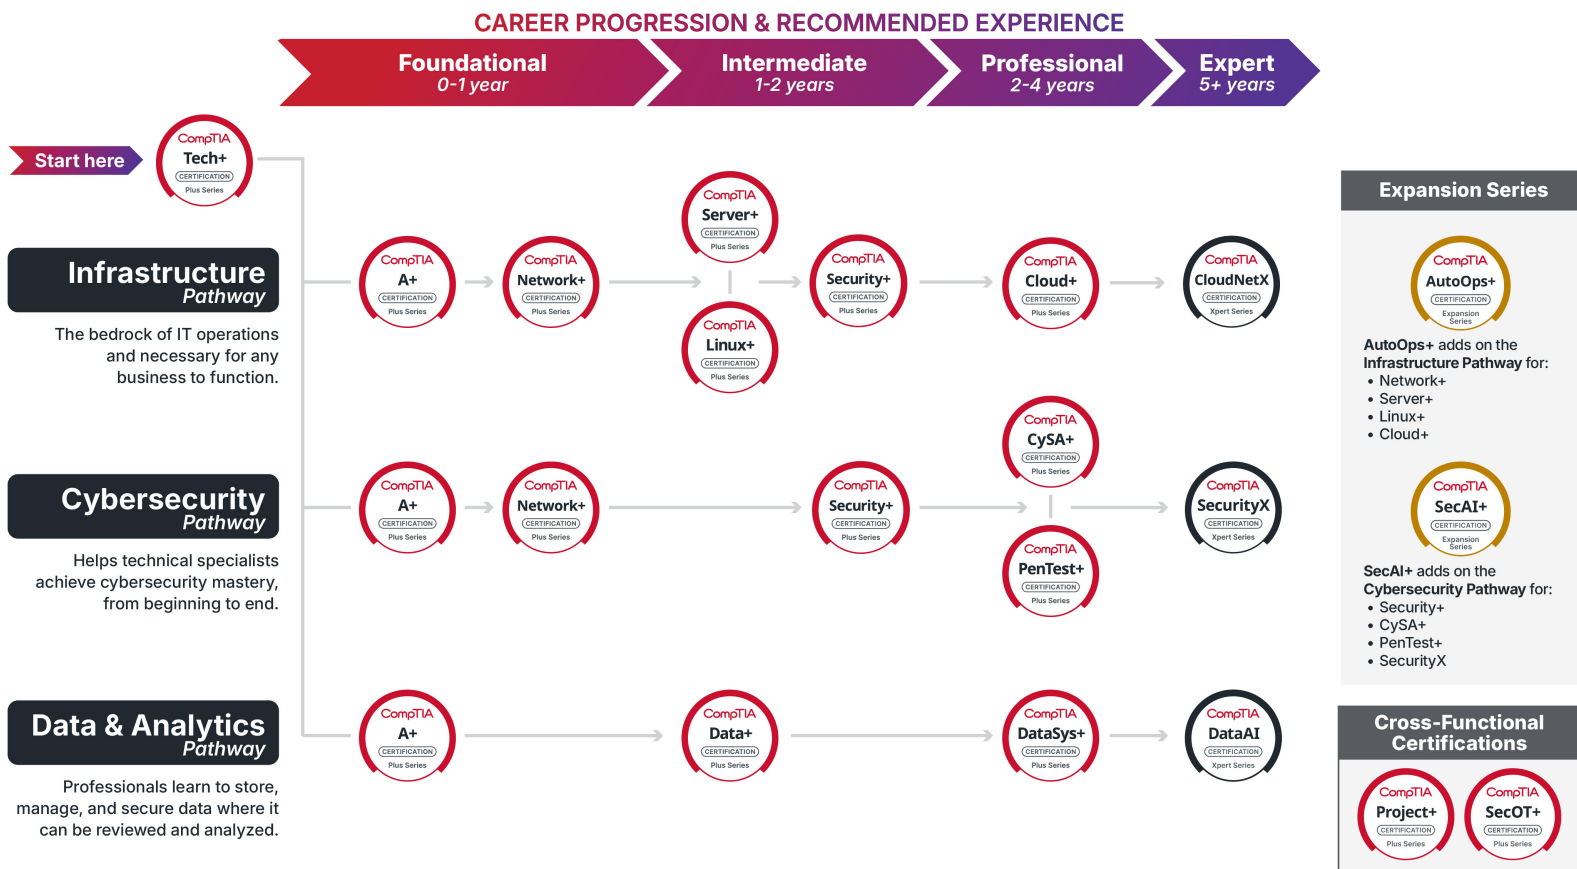 CAREER PROGRESSION & RECOMMENDED EXPERIENCE
Foundational
0-1 year
Intermediate
1-2 years
Professional
2-4 years
Expert
5+ years
Start here
CompTIA
Tech+
CERTIFICATION
Plus Series
Infrastructure
Pathway
The bedrock of IT operations
and necessary for any
business to function.
CompTIA
A+
CERTIFICATION
Plus Series
CompTIA
Network+
CERTIFICATION
Plus Series
CompTIA
Server+
CERTIFICATION
Plus Series
CompTIA
Linux+
CERTIFICATION
Plus Series
CompTIA
Security+
CERTIFICATION
Plus Series
CompTIA
Cloud+
CERTIFICATION
Plus Series
CompTIA
CloudNetX
CERTIFICATION
Xpert Series
Cybersecurity
Pathway
Helps technical specialists
achieve cybersecurity mastery,
from beginning to end.
CompTIA
A+
CERTIFICATION
Plus Series
CompTIA
Network+
CERTIFICATION
Plus Series
CompTIA
Security+
CERTIFICATION
Plus Series
CompTIA
CySA+
CERTIFICATION
Plus Series
CompTIA
PenTest+
CERTIFICATION
Plus Series
CompTIA
SecurityX
CERTIFICATION
Xpert Series
Data & Analytics
Pathway
Professionals learn to store,
manage, and secure data where it
can be reviewed and analyzed.
CompTIA
A+
CERTIFICATION
Plus Series
CompTIA
Data+
CERTIFICATION
Plus Series
CompTIA
DataSys+
CERTIFICATION
Plus Series
CompTIA
DataAI
CERTIFICATION
Xpert Series
Expansion Series
CompTIA
AutoOps+
CERTIFICATION
Expansion
Series
AutoOps+ adds on the
Infrastructure Pathway for:
• Network+
• Server+
• Linux+
• Cloud+
CompTIA
SecAI+
CERTIFICATION
Expansion
Series
SecAI+ adds on the
Cybersecurity Pathway for:
• Security+
• CySA+
• PenTest+
• SecurityX
Cross-Functional
Certifications
CompTIA
Project+
CERTIFICATION
Plus Series
CompTIA
SecOT+
CERTIFICATION
Plus Series